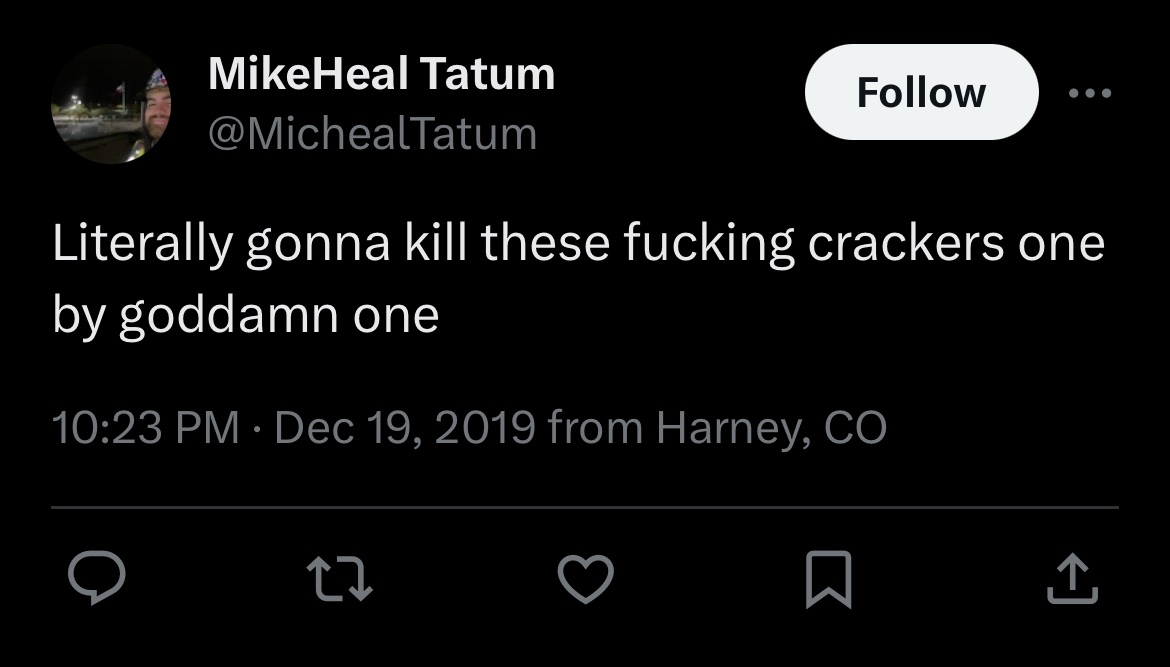 MikeHeal Tatum
Follow
@MichealTatum
Literally gonna kill these fucking crackers one
by goddamn one
10:23 PM · Dec 19, 2019 from Harney, CO